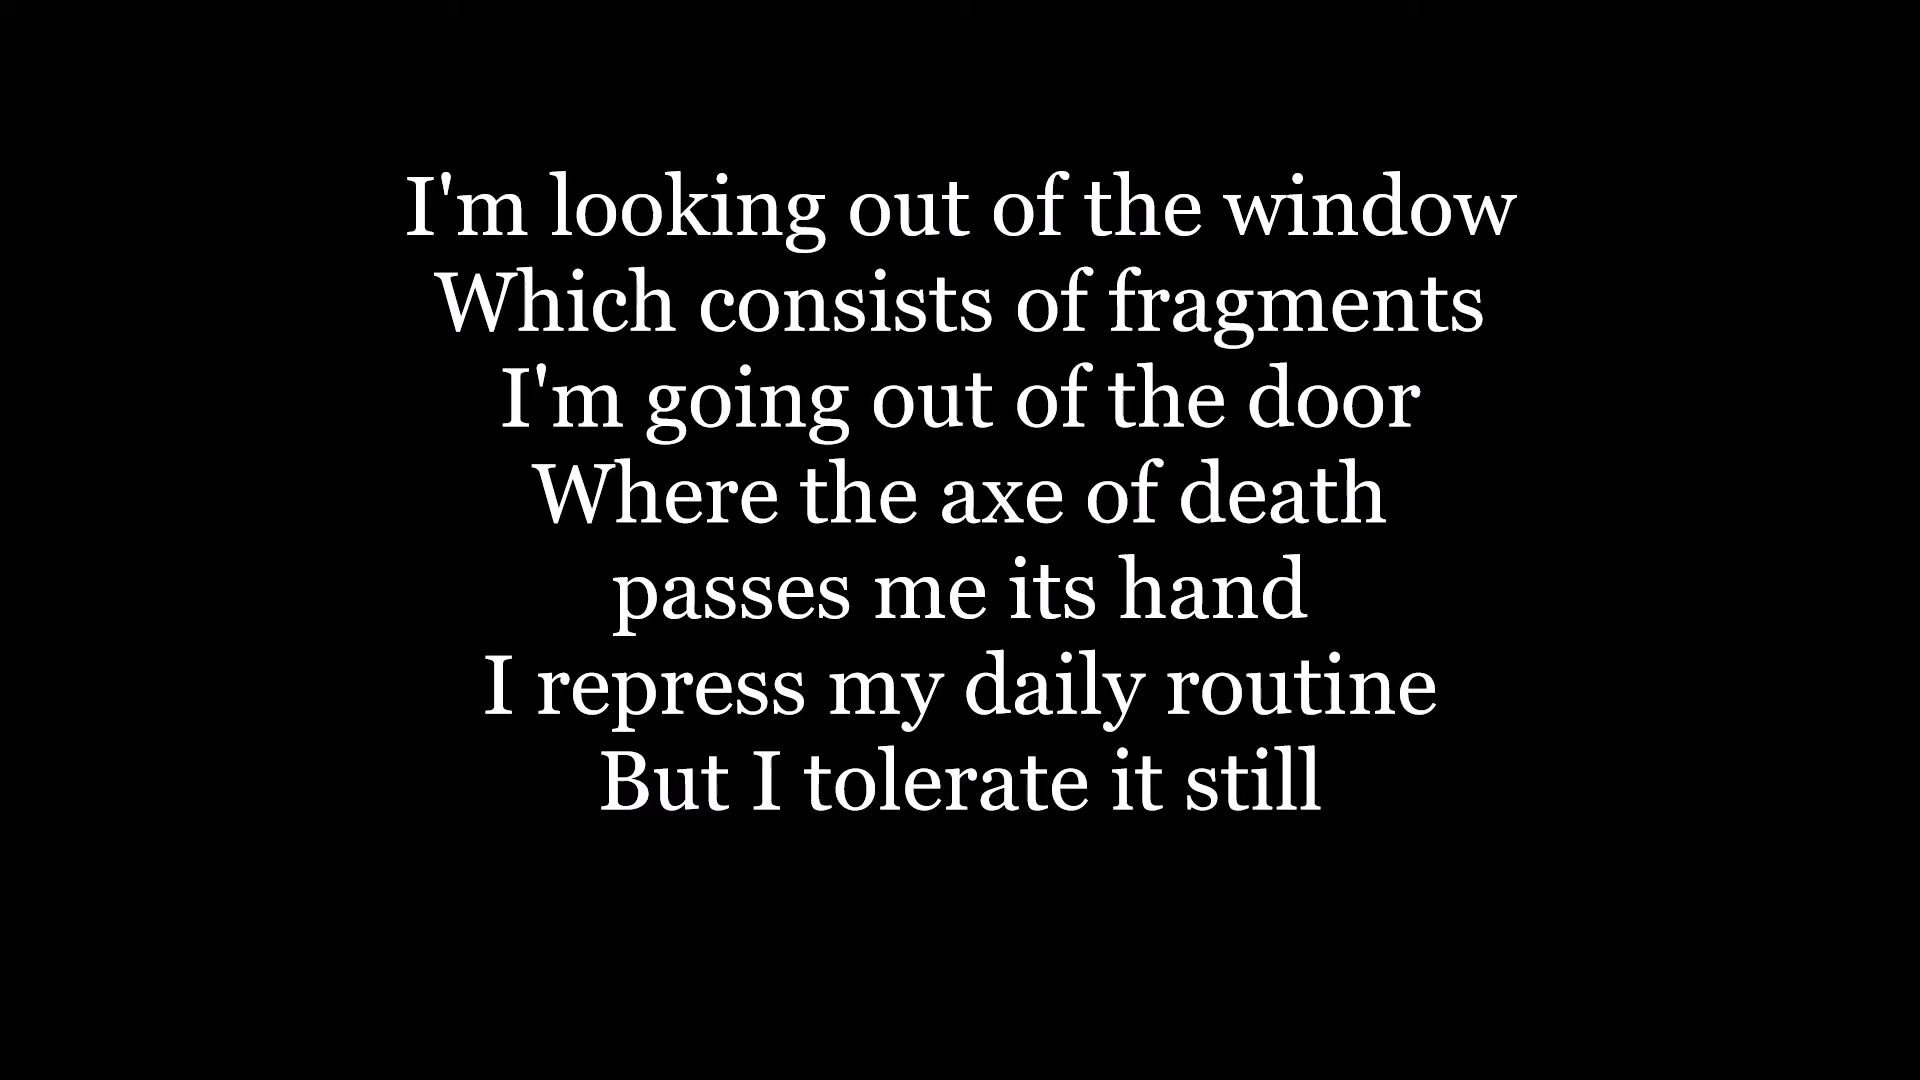 I'm looking out of the window
Which consists of fragments
I'm going out of the door
Where the axe of death
passes me its hand
I repress my daily routine
But I tolerate it still